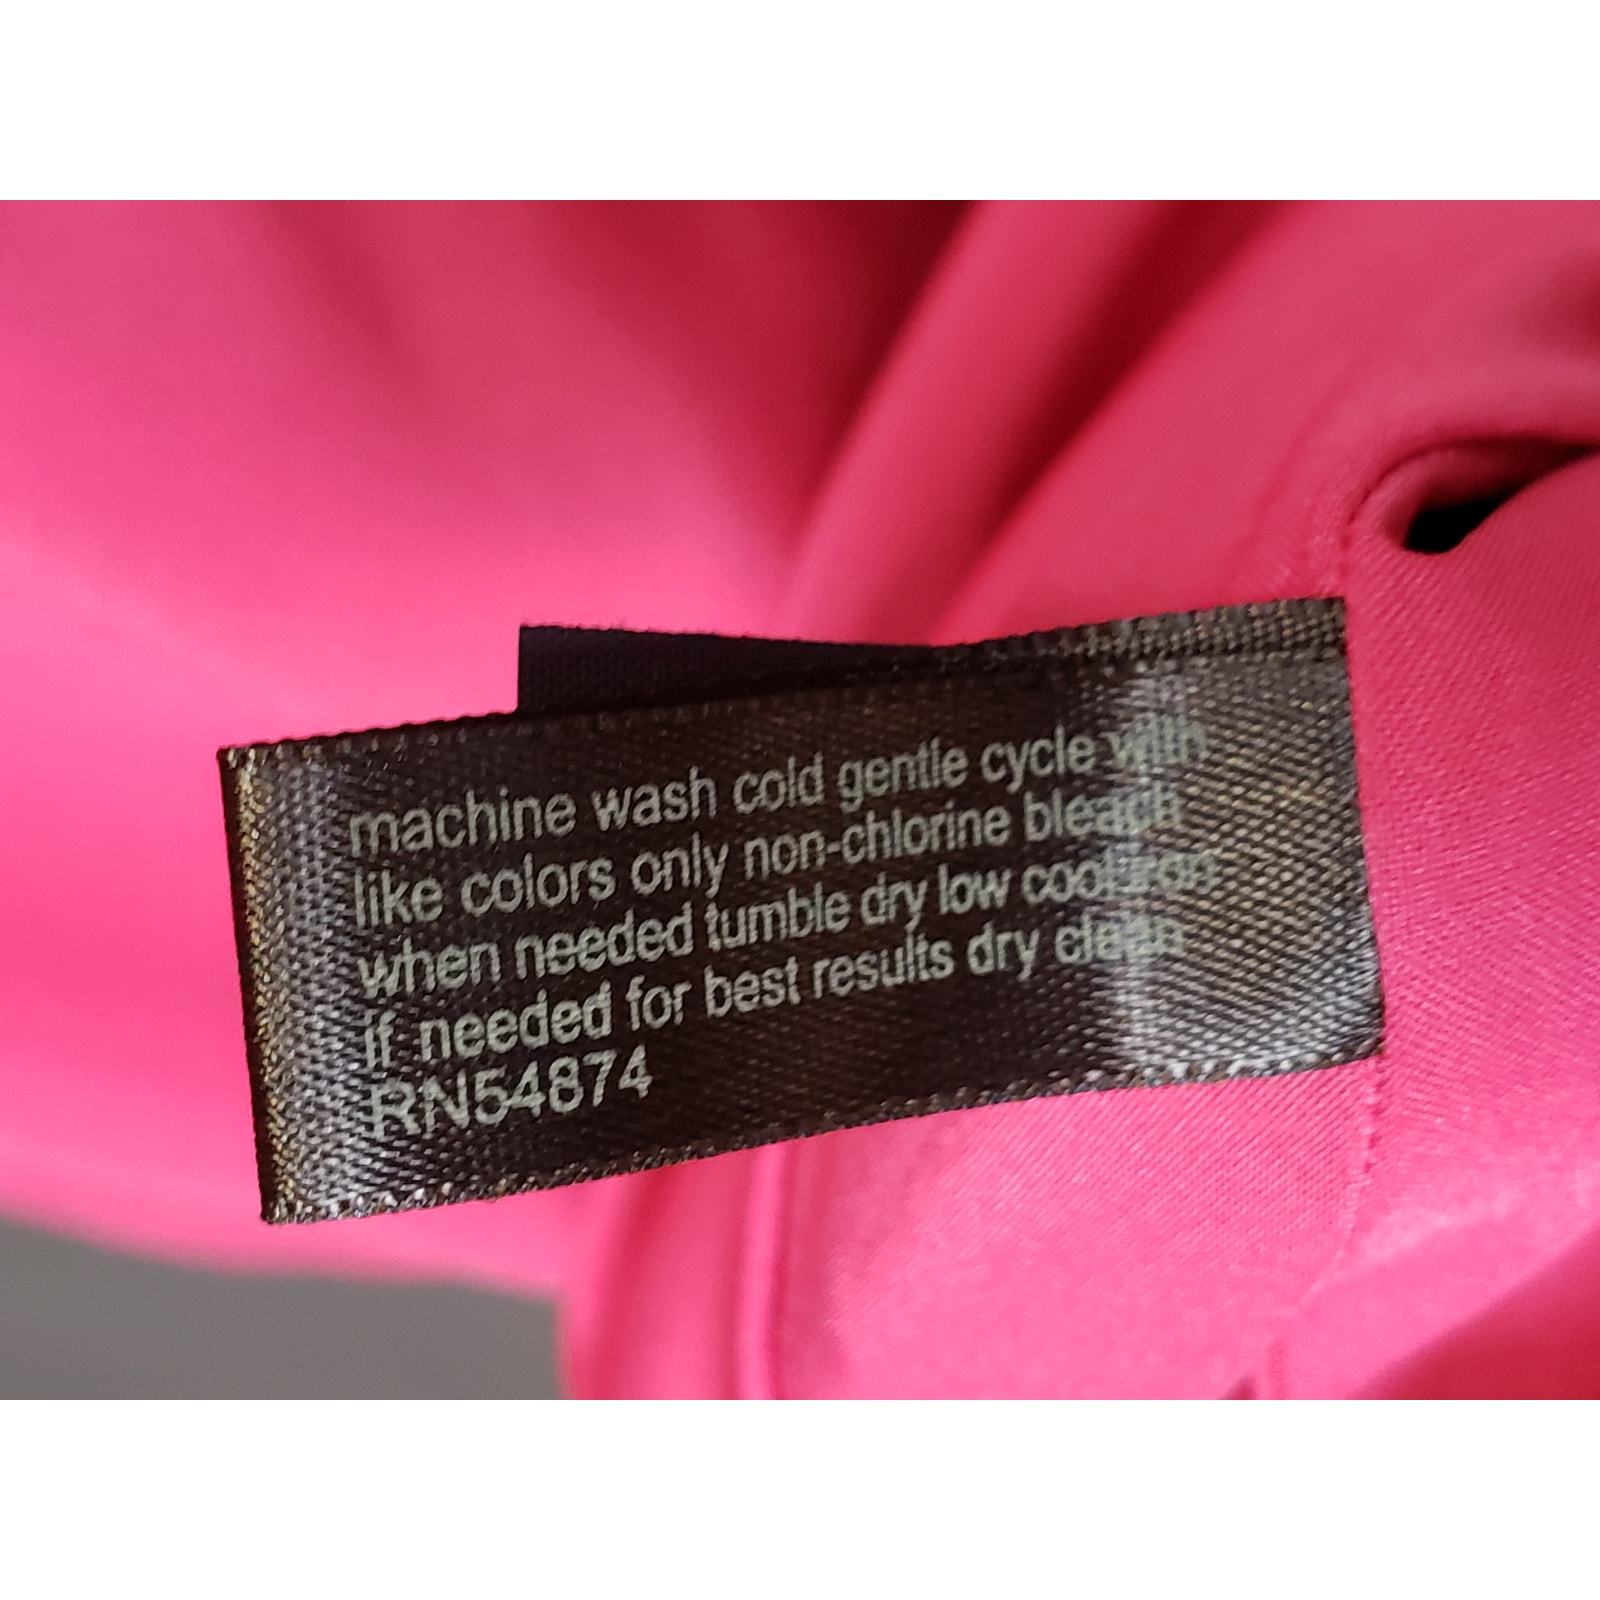 machine wash cold gentle cycle with
like colors only non-chlorine bleach
when needed tumble dry low cool iron
if needed for best results dry clean
RN54874